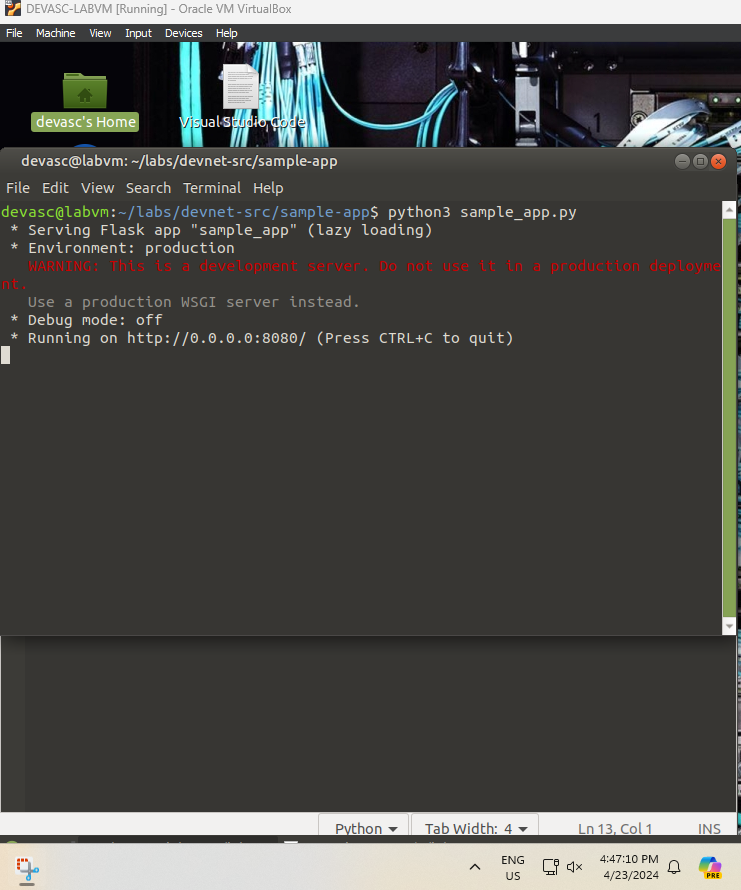 DEVASC-LABVM [Running] - Oracle VM VirtualBox
File Machine View Input Devices Help
devasc's Home
Visual Studio Code
devasc@labvm: ~/labs/devnet-src/sample-app
File Edit View Search Terminal Help
devasc@labvm:~/labs/devnet-src/sample-app$ python3 sample_app.py
* Serving Flask app "sample_app" (lazy loading)
* Environment: production
WARNING: This is a development server. Do not use it in a production deployme
nt.
Use a production WSGI server instead.
* Debug mode: off
* Running on http://0.0.0.0:8080/ (Press CTRL+C to quit)
Python Tab Width: 4 Ln 13, Col 1 INS
ENG 4:47:10 PM
US 4/23/2024
PRE